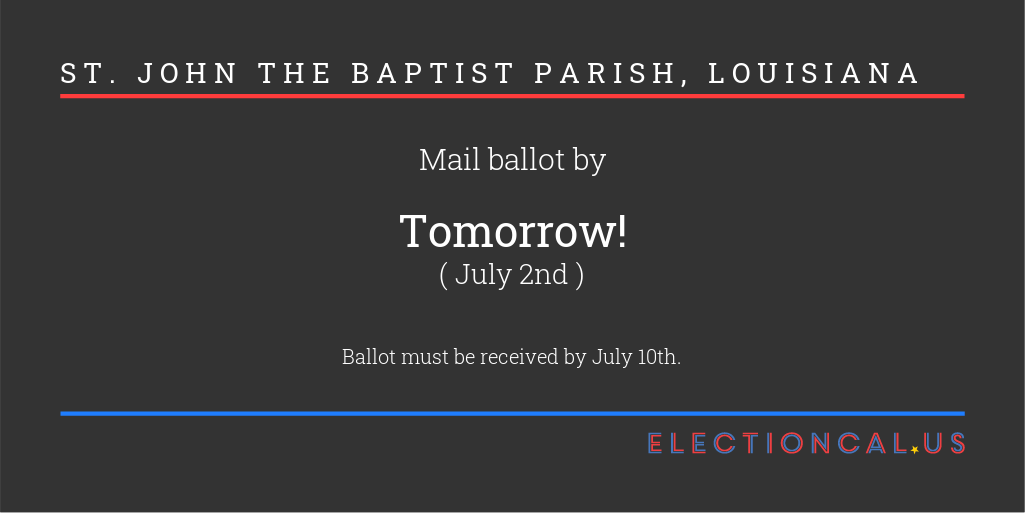 ST. JOHN THE BAPTIST PARISH, LOUISIANA
Mail ballot by
Tomorrow!
( July 2nd )
Ballot must be received by July 10th.
ELECTIONCAL.US